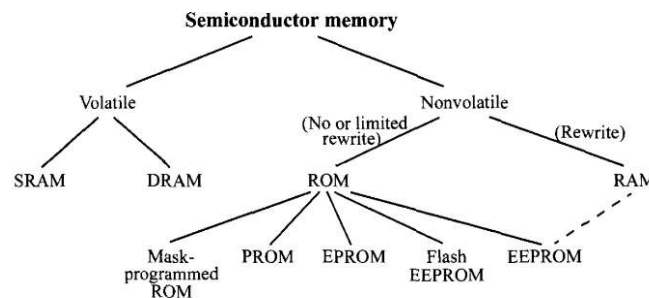 Semiconductor memory
Volatile
Nonvolatile
(No or limited
rewrite)
(Rewrite)
SRAM
DRAM
ROM
RAM
Mask-
programmed
ROM
PROM
EPROM
Flash
EEPROM
EEPROM